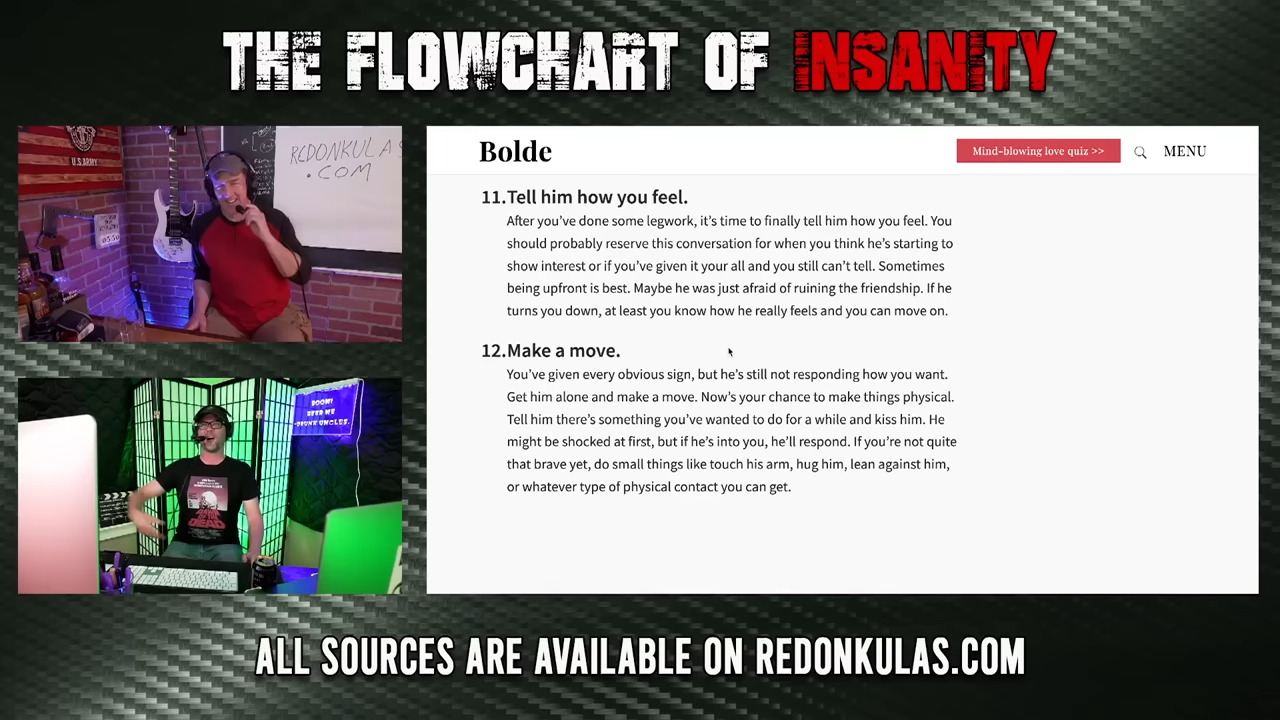 THE FLOWCHART OF INSANITY
U.S. ARMY
REDONKULAS
.COM
BOOM!
BEER ME
-DRUNK UNCLES.
DAWN
OF THE
DEAD
Bolde
Mind-blowing love quiz >>
MENU
11. Tell him how you feel.
After you’ve done some legwork, it’s time to finally tell him how you feel. You
should probably reserve this conversation for when you think he’s starting to
show interest or if you’ve given it your all and you still can’t tell. Sometimes
being upfront is best. Maybe he was just afraid of ruining the friendship. If he
turns you down, at least you know how he really feels and you can move on.
12. Make a move.
You’ve given every obvious sign, but he’s still not responding how you want.
Get him alone and make a move. Now’s your chance to make things physical.
Tell him there’s something you’ve wanted to do for a while and kiss him. He
might be shocked at first, but if he’s into you, he’ll respond. If you’re not quite
that brave yet, do small things like touch his arm, hug him, lean against him,
or whatever type of physical contact you can get.
ALL SOURCES ARE AVAILABLE ON REDONKULAS.COM